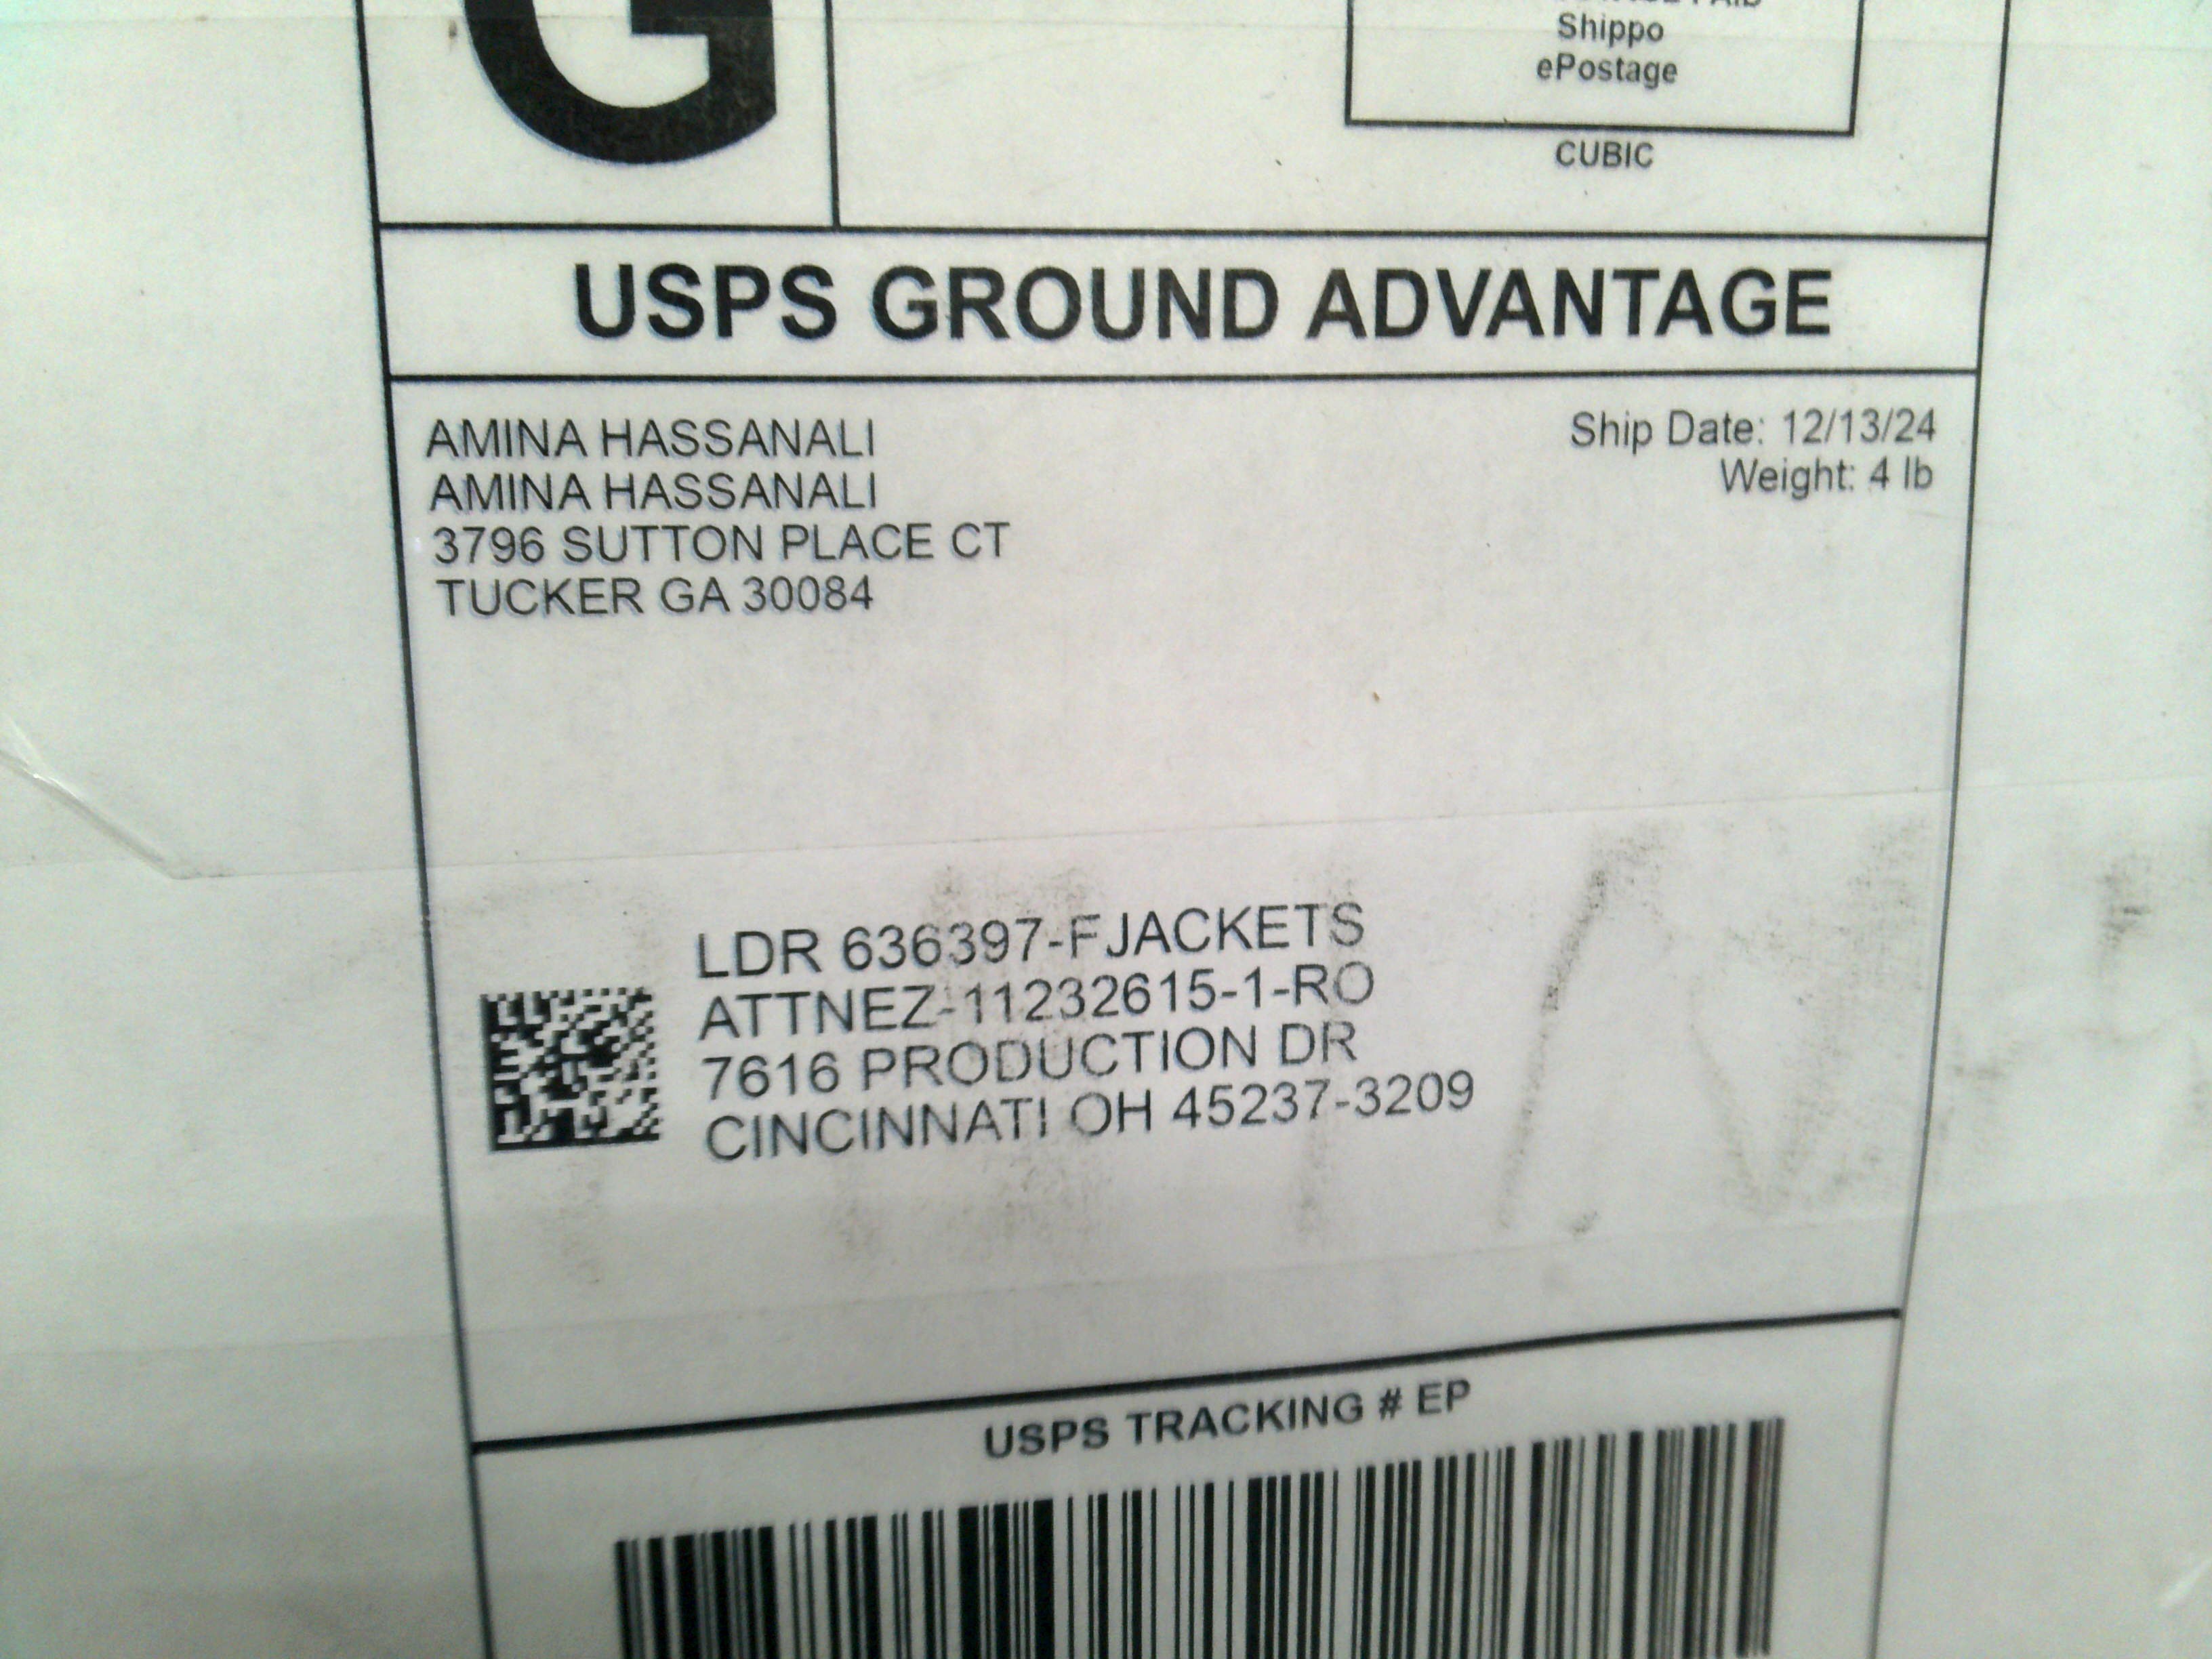 G
PAID
Shippo
ePostage
CUBIC
USPS GROUND ADVANTAGE
AMINA HASSANALI
AMINA HASSANALI
3796 SUTTON PLACE CT
TUCKER GA 30084
Ship Date: 12/13/24
Weight: 4 lb
LDR 636397-FJACKETS
ATTNEZ-11232615-1-RO
7616 PRODUCTION DR
CINCINNATI OH 45237-3209
USPS TRACKING # EP